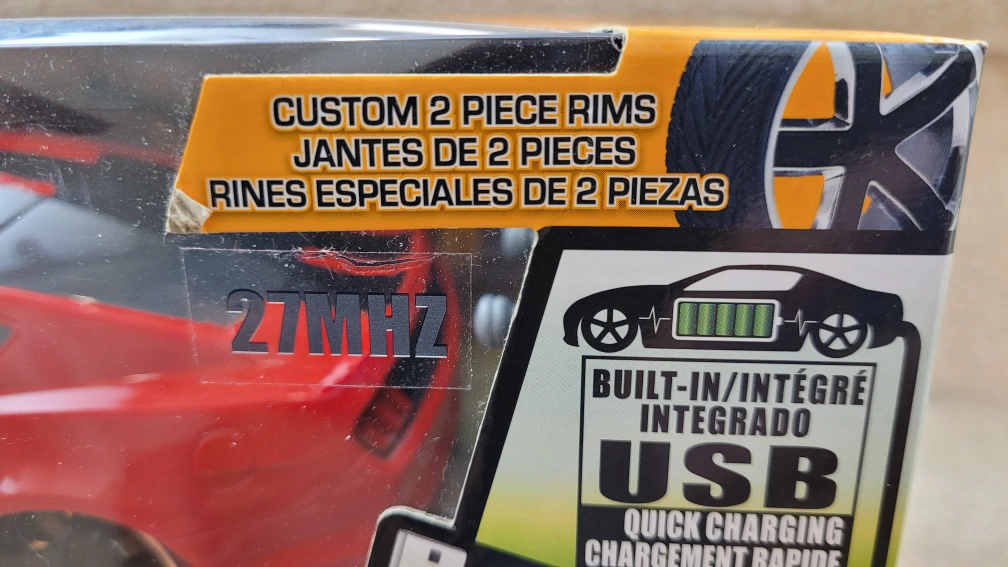 CUSTOM 2 PIECE RIMS
JANTES DE 2 PIECES
RINES ESPECIALES DE 2 PIEZAS
27MHZ
BUILT-IN/INTÉGRÉ
INTEGRADO
USB
QUICK CHARGING
CHARGEMENT RAPIDE